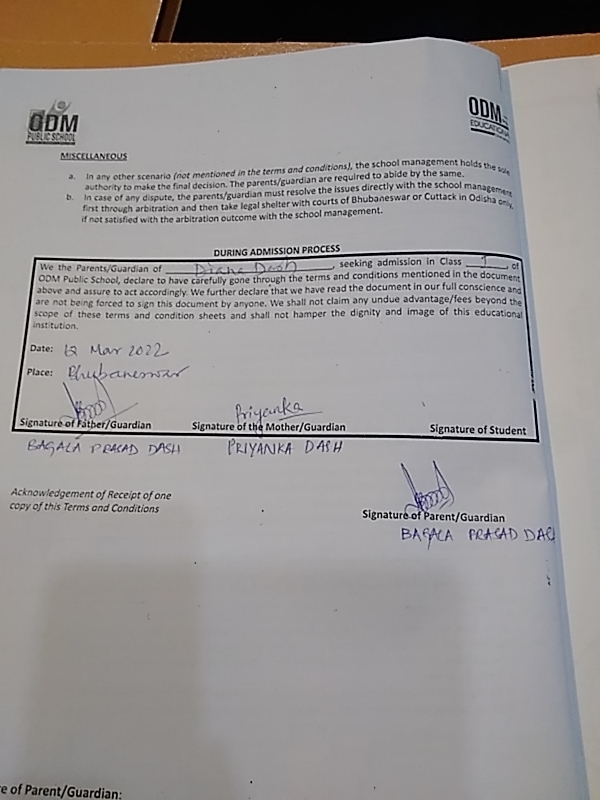 ODM
PUBLIC SCHOOL
ODM
EDUCATIONAL
MISCELLANEOUS
a. In any other scenario (not mentioned in the terms and conditions), the school management holds the sole
authority to make the final decision. The parents/guardian are required to abide by the same.
b. In case of any dispute, the parents/guardian must resolve the issues directly with the school management
first through arbitration and then take legal shelter with courts of Bhubaneswar or Cuttack in Odisha only,
if not satisfied with the arbitration outcome with the school management.
DURING ADMISSION PROCESS
We the Parents/Guardian of Diana Dash, seeking admission in Class 1 of
ODM Public School, declare to have carefully gone through the terms and conditions mentioned in the document
above and assure to act accordingly. We further declare that we have read the document in our full conscience and
are not being forced to sign this document by anyone. We shall not claim any undue advantage/fees beyond the
scope of these terms and condition sheets and shall not hamper the dignity and image of this educational
institution.
Date: 12 Mar 2022
Place: Bhubaneswar
Priyanka
Signature of Father/Guardian Signature of the Mother/Guardian Signature of Student
BAGALA PRASAD DASH PRIYANKA DASH
Acknowledgement of Receipt of one
copy of this Terms and Conditions
Signature of Parent/Guardian
BAGALA PRASAD DASH
e of Parent/Guardian: